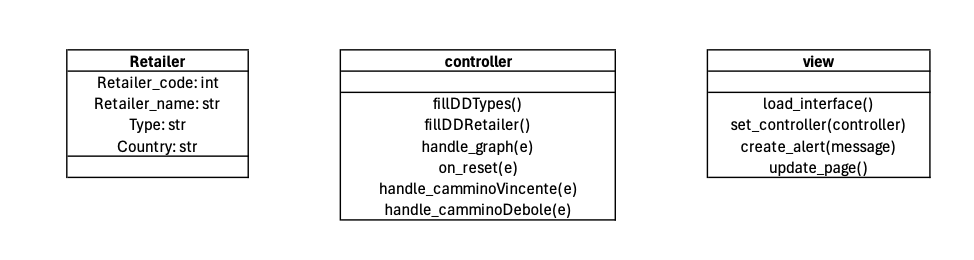 Retailer
Retailer_code: int
Retailer_name: str
Type: str
Country: str
controller
fillDDTypes()
fillDDRetailer()
handle_graph(e)
on_reset(e)
handle_camminoVincente(e)
handle_camminoDebole(e)
view
load_interface()
set_controller(controller)
create_alert(message)
update_page()